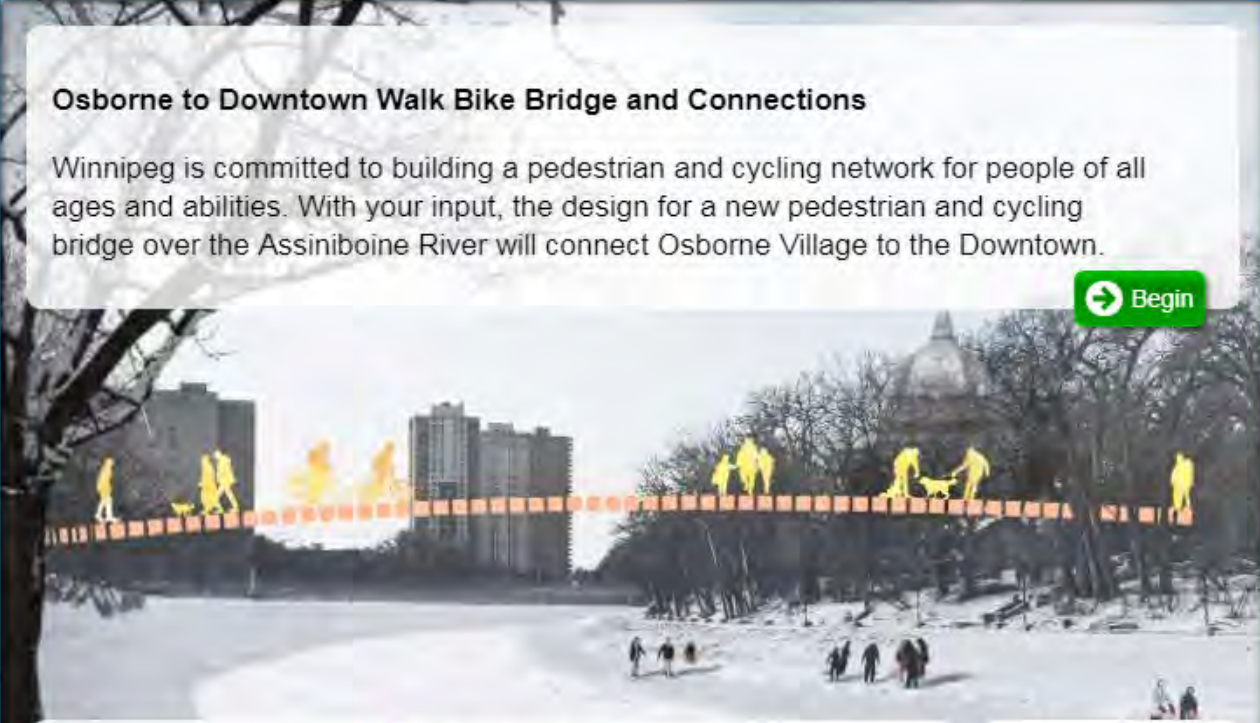 Osborne to Downtown Walk Bike Bridge and Connections
Winnipeg is committed to building a pedestrian and cycling network for people of all
ages and abilities. With your input, the design for a new pedestrian and cycling
bridge over the Assiniboine River will connect Osborne Village to the Downtown.
Begin